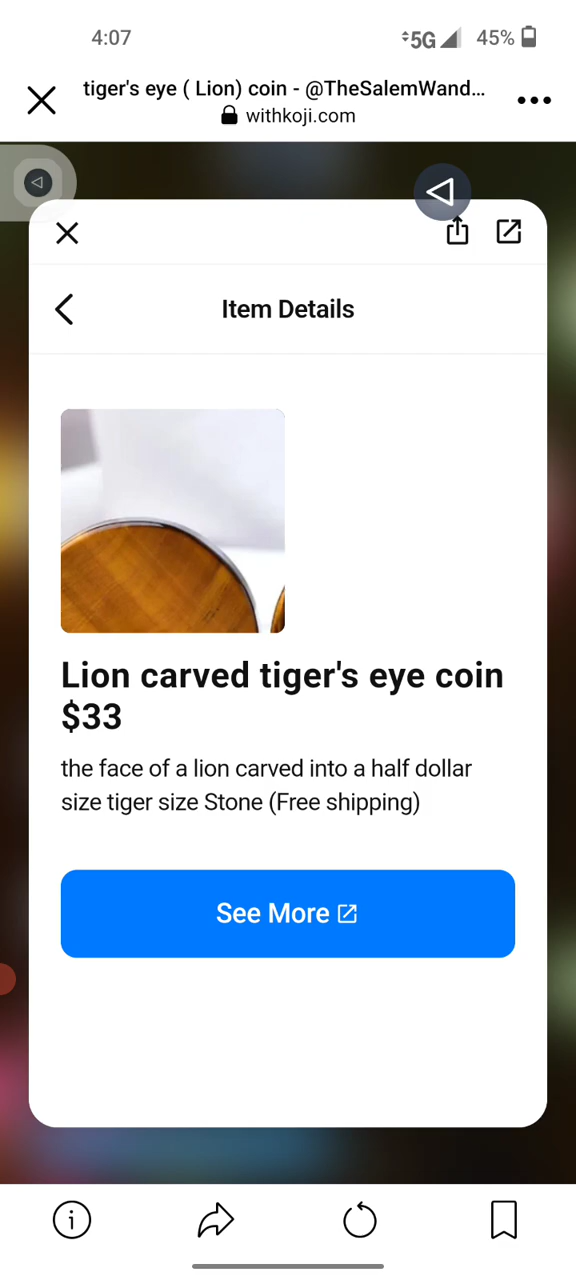 4:07
5G 45%
tiger's eye ( Lion) coin - @TheSalemWand...
withkoji.com
Item Details
Lion carved tiger's eye coin
$33
the face of a lion carved into a half dollar
size tiger size Stone (Free shipping)
See More